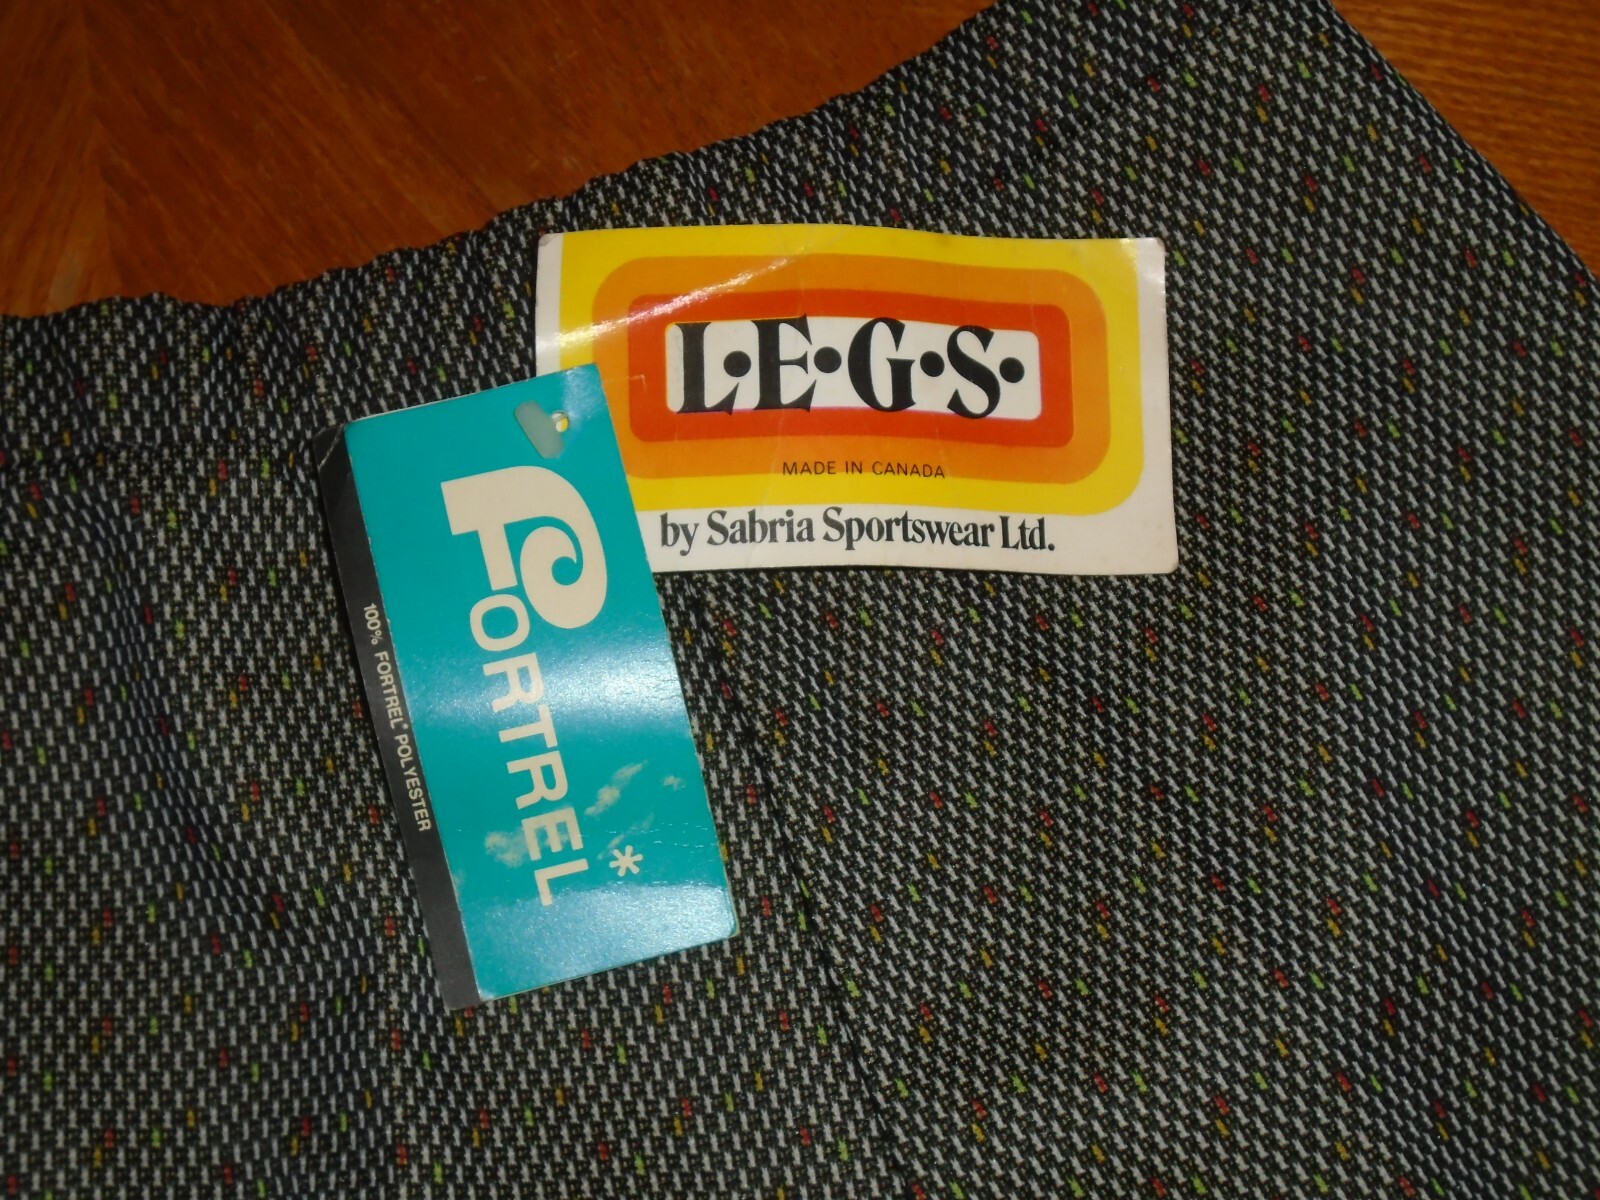 L•E•G•S•
MADE IN CANADA
by Sabria Sportswear Ltd.
FORTREL*
100% FORTREL* POLYESTER